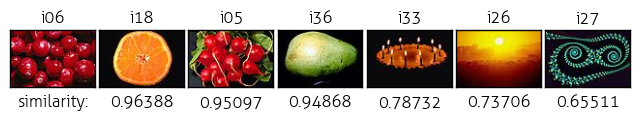 i06 i18 i05 i36 i33 i26 i27
similarity: 0.96388 0.95097 0.94868 0.78732 0.73706 0.65511